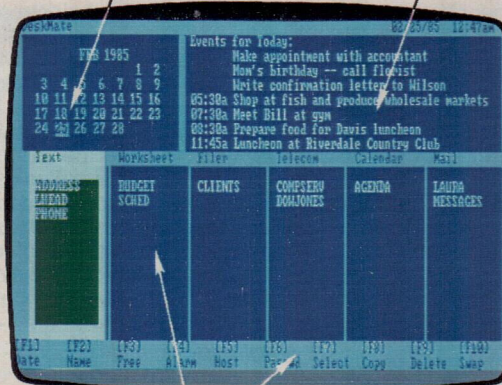 DeskMate 02/25/85 12:47am
FEB 1985
1 2
3 4 5 6 7 8 9
10 11 12 13 14 15 16
17 18 19 20 21 22 23
24 25 26 27 28
Events for Today:
Make appointment with accountant
Mom's birthday -- call florist
Write confirmation letter to Wilson
05:30a Shop at fish and produce wholesale markets
07:30a Meet Bill at gym
08:30a Prepare food for Davis luncheon
11:45a Luncheon at Riverdale Country Club
Text Worksheet Filer Telecom Calendar Mail
ADDRESS BUDGET CLIENTS COMPSERV AGENDA LAURA
LHEAD SCHED DOWJONES MESSAGES
PHONE
[F1] [F2] [F3] [F4] [F5] [F6] [F7] [F8] [F9] [F10]
Date Name Free Alarm Host Passwd Select Copy Delete Swap